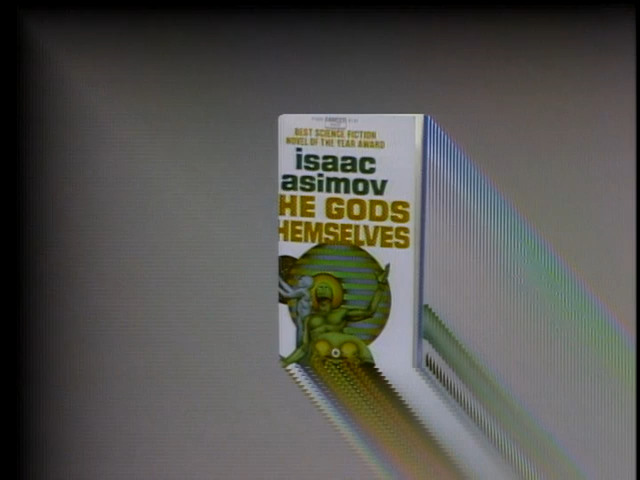 BEST SCIENCE FICTION
NOVEL OF THE YEAR AWARD
isaac
asimov
HE GODS
HEMSELVES